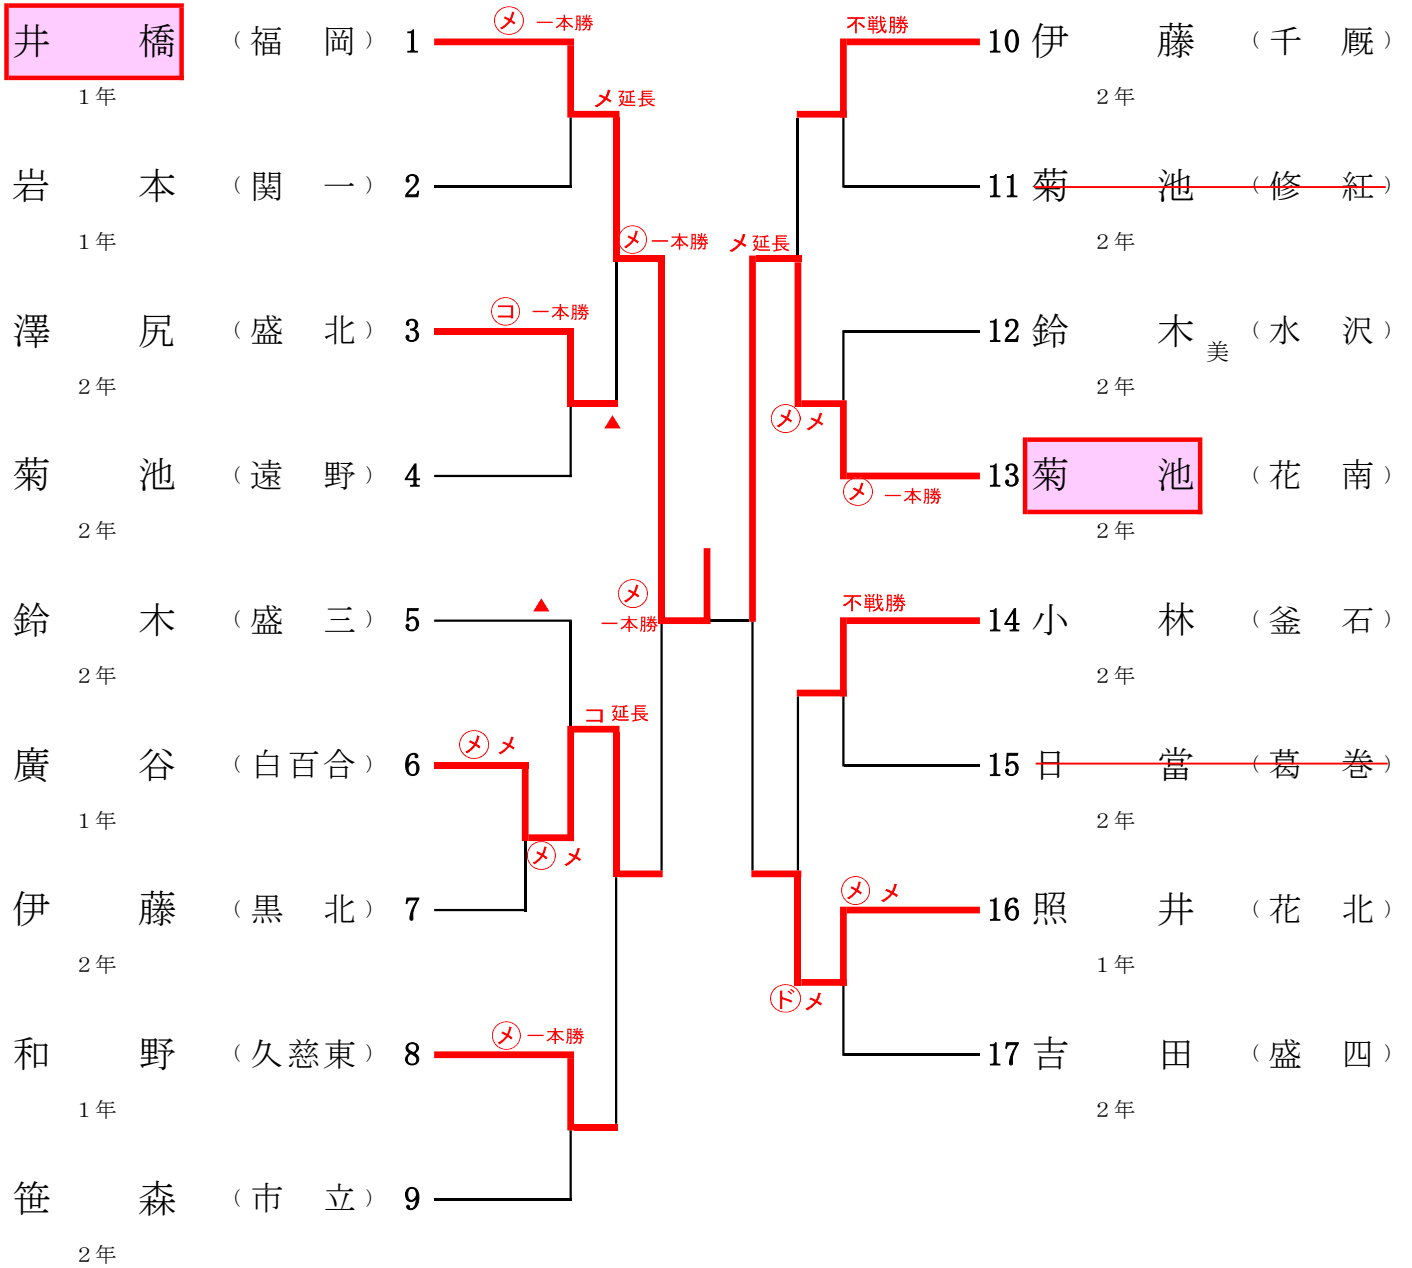 井橋 （福岡） 1
1年
岩本 （関一） 2
1年
澤尻 （盛北） 3
2年
菊池 （遠野） 4
2年
鈴木 （盛三） 5
2年
廣谷 （白百合） 6
1年
伊藤 （黒北） 7
2年
和野 （久慈東） 8
1年
笹森 （市立） 9
2年
メ 一本勝
メ 延長
メ 一本勝
コ 一本勝
▲
メ
一本勝
▲
コ 延長
メ メ
メ メ
メ 一本勝
不戦勝
メ 延長
メ メ
メ 一本勝
不戦勝
メ メ
ド メ
10 伊藤 （千厩）
2年
11 菊池 （修紅）
2年
12 鈴木美 （水沢）
2年
13 菊池 （花南）
2年
14 小林 （釜石）
2年
15 日當 （葛巻）
2年
16 照井 （花北）
1年
17 吉田 （盛四）
2年